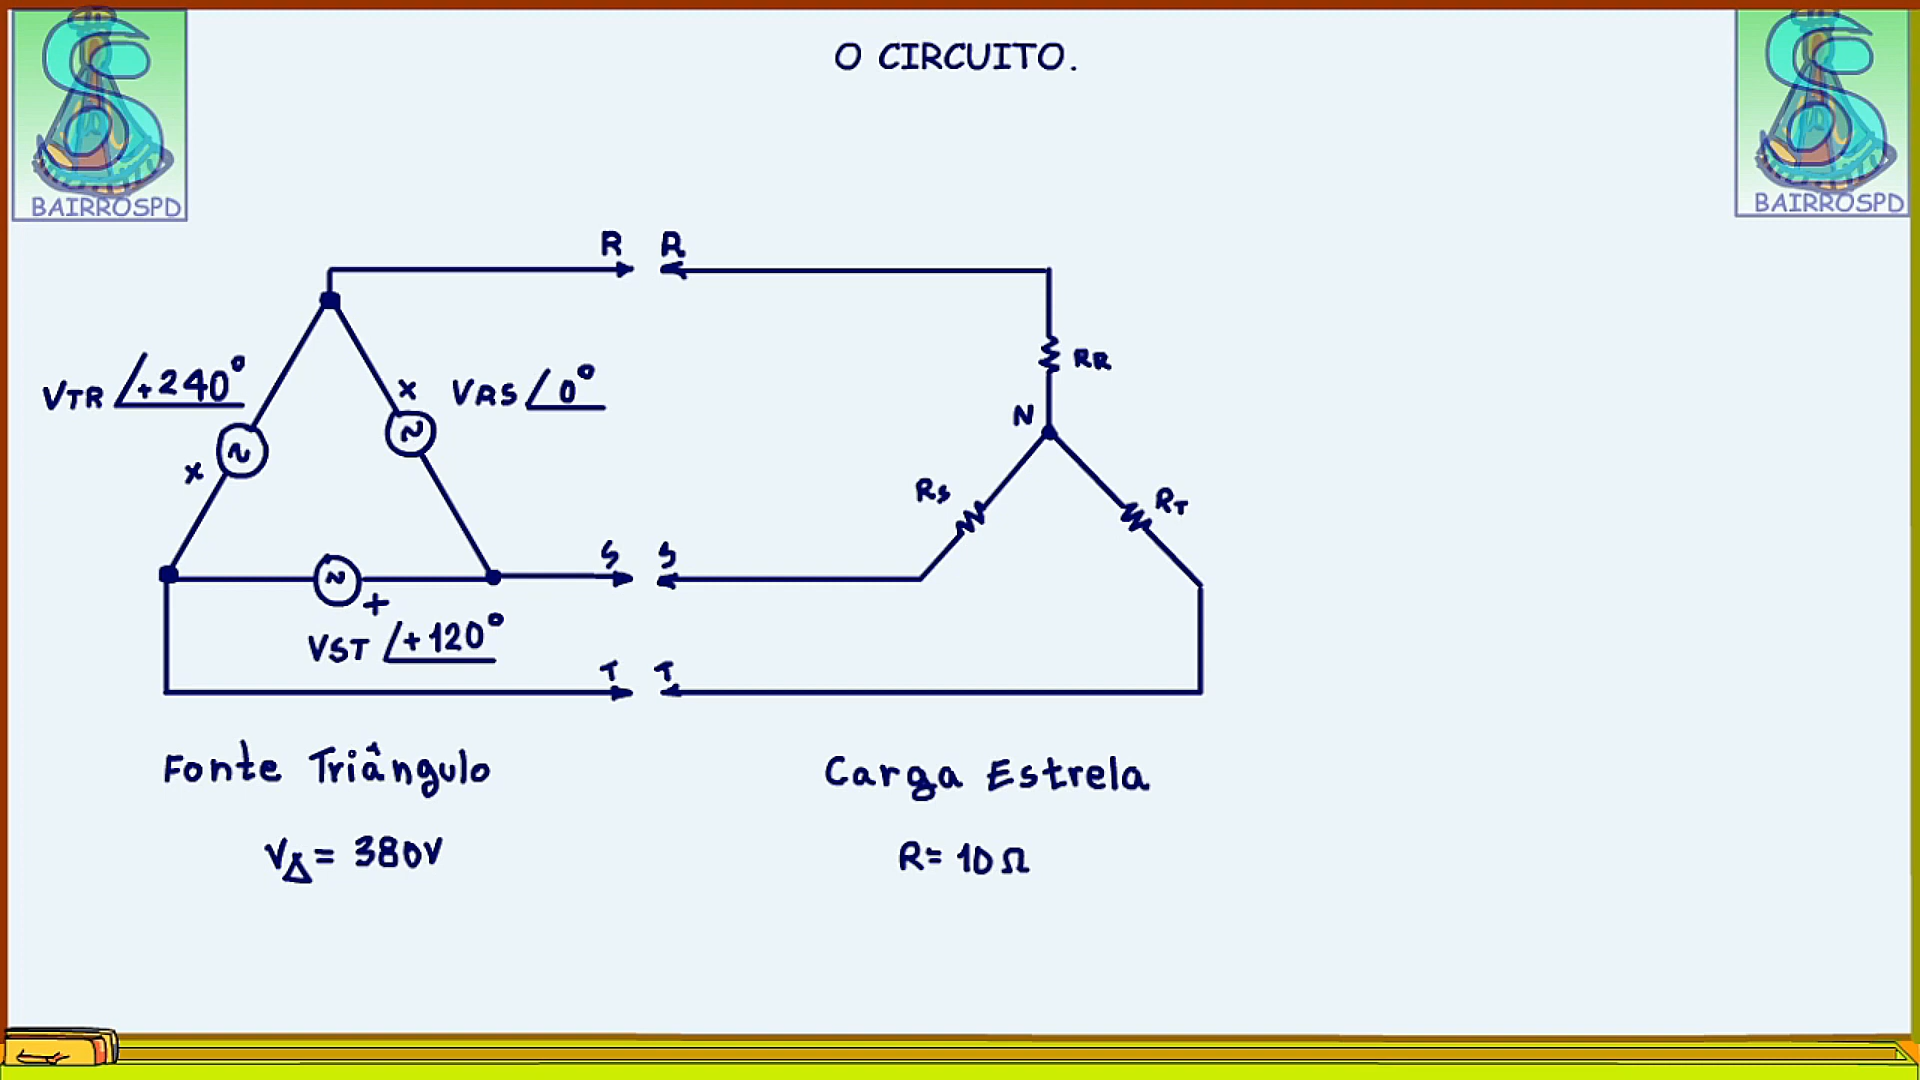 O CIRCUITO.
BAIRROSPD
BAIRROSPD
R R
VTR /+240°
x
VRS /0°
RR
N
x
RS
RT
S S
+
VST /+120°
T T
Fonte Triângulo
Carga Estrela
VΔ = 380V
R = 10Ω